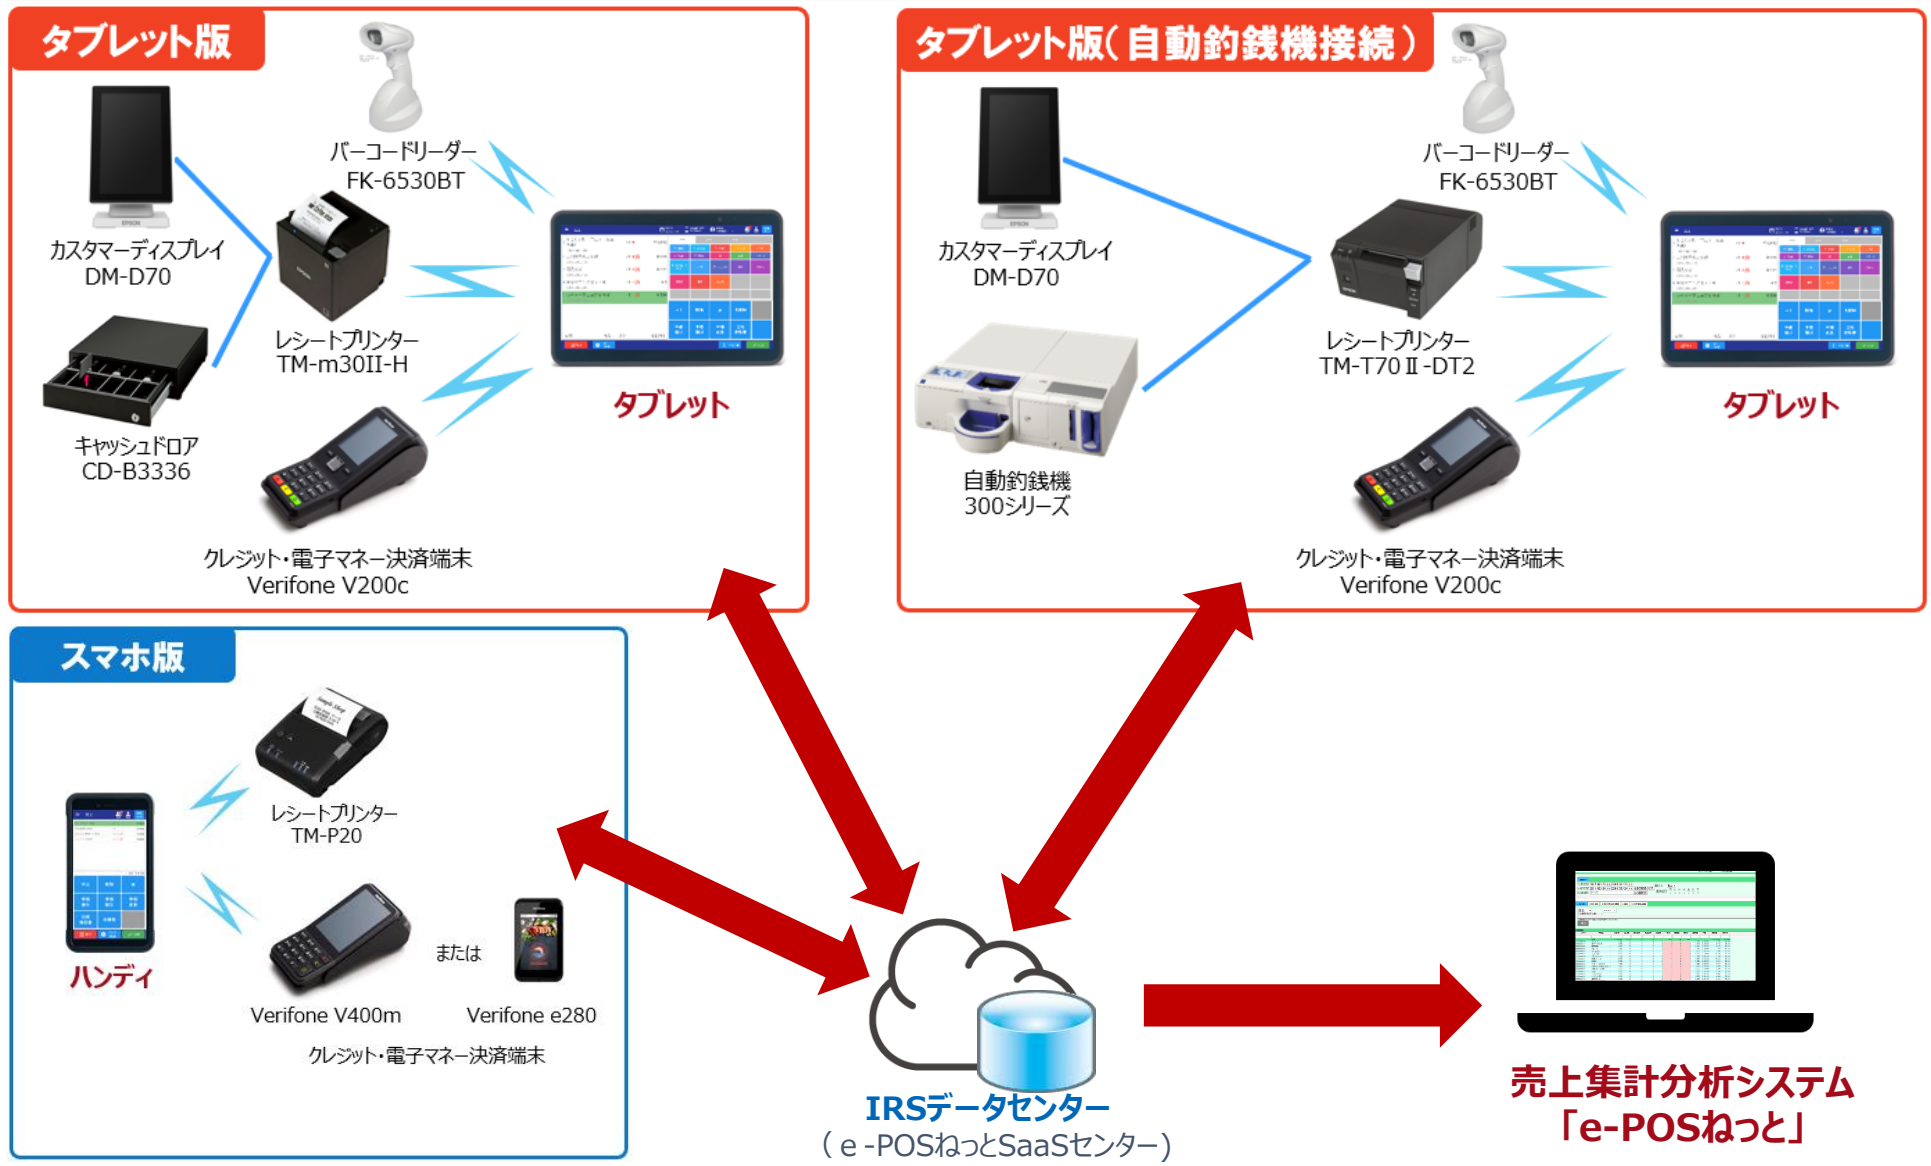 タブレット版
バーコードリーダー
FK-6530BT
EPSON
カスタマーディスプレイ
DM-D70
レシートプリンター
TM-m30II-H
キャッシュドロア
CD-B3336
タブレット
クレジット・電子マネー決済端末
Verifone V200c
タブレット版(自動釣銭機接続)
バーコードリーダー
FK-6530BT
EPSON
カスタマーディスプレイ
DM-D70
レシートプリンター
TM-T70Ⅱ-DT2
自動釣銭機
300シリーズ
タブレット
クレジット・電子マネー決済端末
Verifone V200c
スマホ版
Sample Shop
レシートプリンター
TM-P20
ハンディ
または
Verifone V400m
Verifone e280
クレジット・電子マネー決済端末
IRSデータセンター
(e-POSねっとSaaSセンター)
売上集計分析システム
「e-POSねっと」